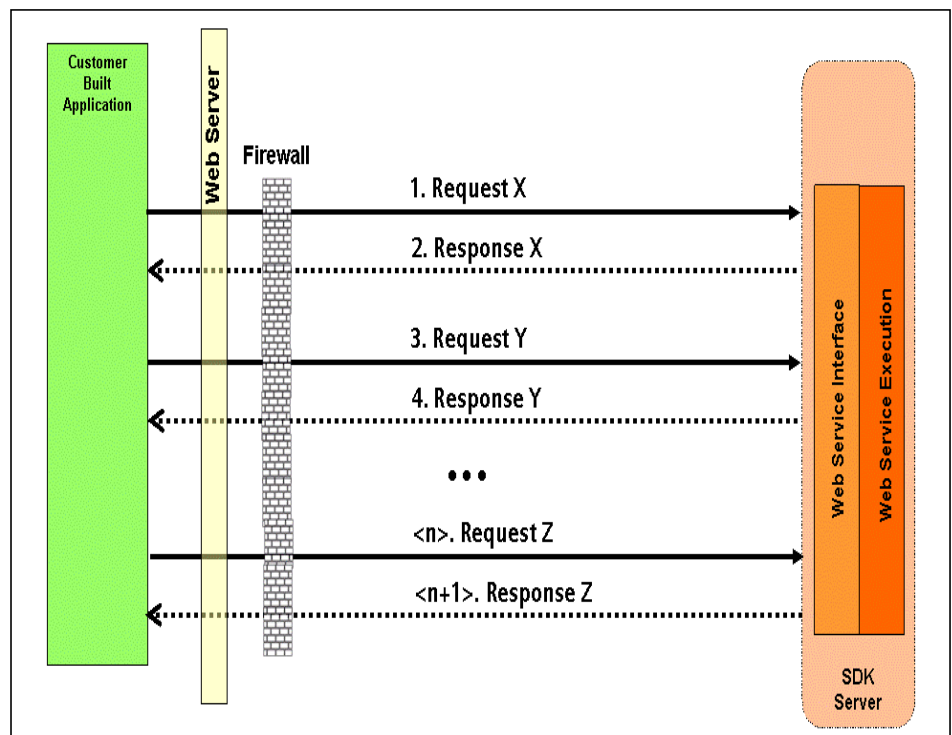 Customer
Built
Application
Web Server
Firewall
1. Request X
2. Response X
3. Request Y
4. Response Y
•••
<n>. Request Z
<n+1>. Response Z
Web Service Interface
Web Service Execution
SDK
Server